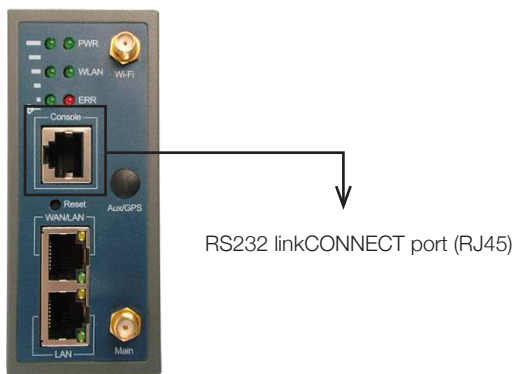 PWR
WLAN
Wi-Fi
ERR
Console
Reset
Aux/GPS
WAN/LAN
RS232 linkCONNECT port (RJ45)
Main
LAN